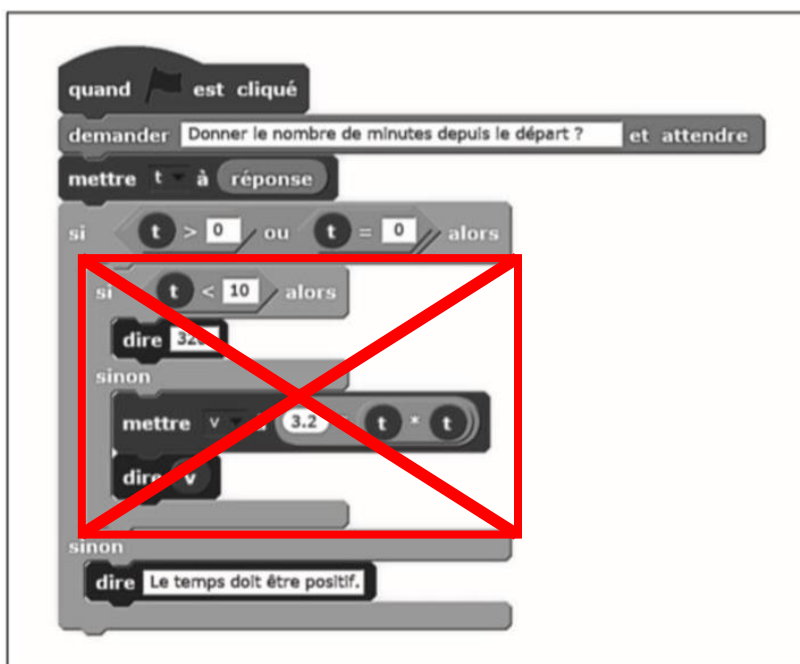 quand est cliqué
demander Donner le nombre de minutes depuis le départ ? et attendre
mettre t à réponse
si t > 0 ou t = 0 alors
si t < 10 alors
dire
sinon
mettre v 3.2 t * t
dire v
sinon
dire Le temps doit être positif.